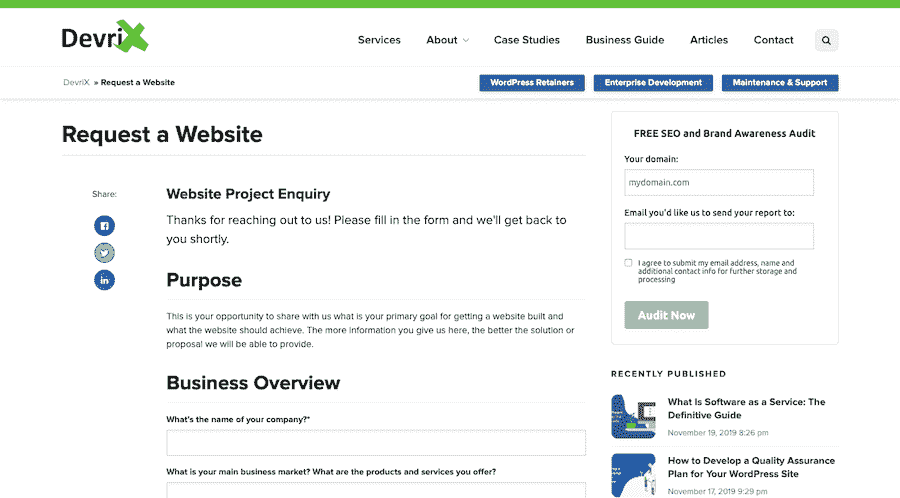 DevriX
Services
About
Case Studies
Business Guide
Articles
Contact
DevriX » Request a Website
WordPress Retainers
Enterprise Development
Maintenance & Support
Request a Website
Share:
Website Project Enquiry
Thanks for reaching out to us! Please fill in the form and we'll get back to
you shortly.
Purpose
This is your opportunity to share with us what is your primary goal for getting a website built and
what the website should achieve. The more information you give us here, the better the solution or
proposal we will be able to provide.
Business Overview
What's the name of your company?*
What is your main business market? What are the products and services you offer?
FREE SEO and Brand Awareness Audit
Your domain:
mydomain.com
Email you'd like us to send your report to:
I agree to submit my email address, name and
additional contact info for further storage and
processing
Audit Now
RECENTLY PUBLISHED
What Is Software as a Service: The
Definitive Guide
November 19, 2019 8:26 pm
How to Develop a Quality Assurance
Plan for Your WordPress Site
November 17, 2019 9:29 pm